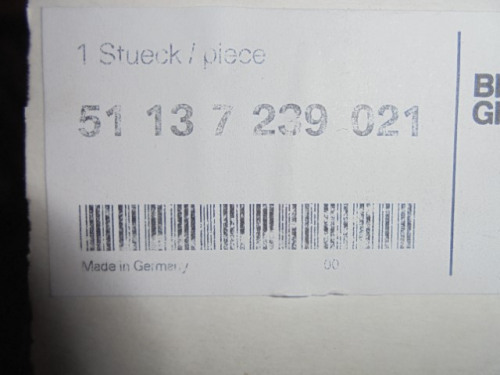 1 Stueck / piece
51 13 7 239 021
Made in Germany
00